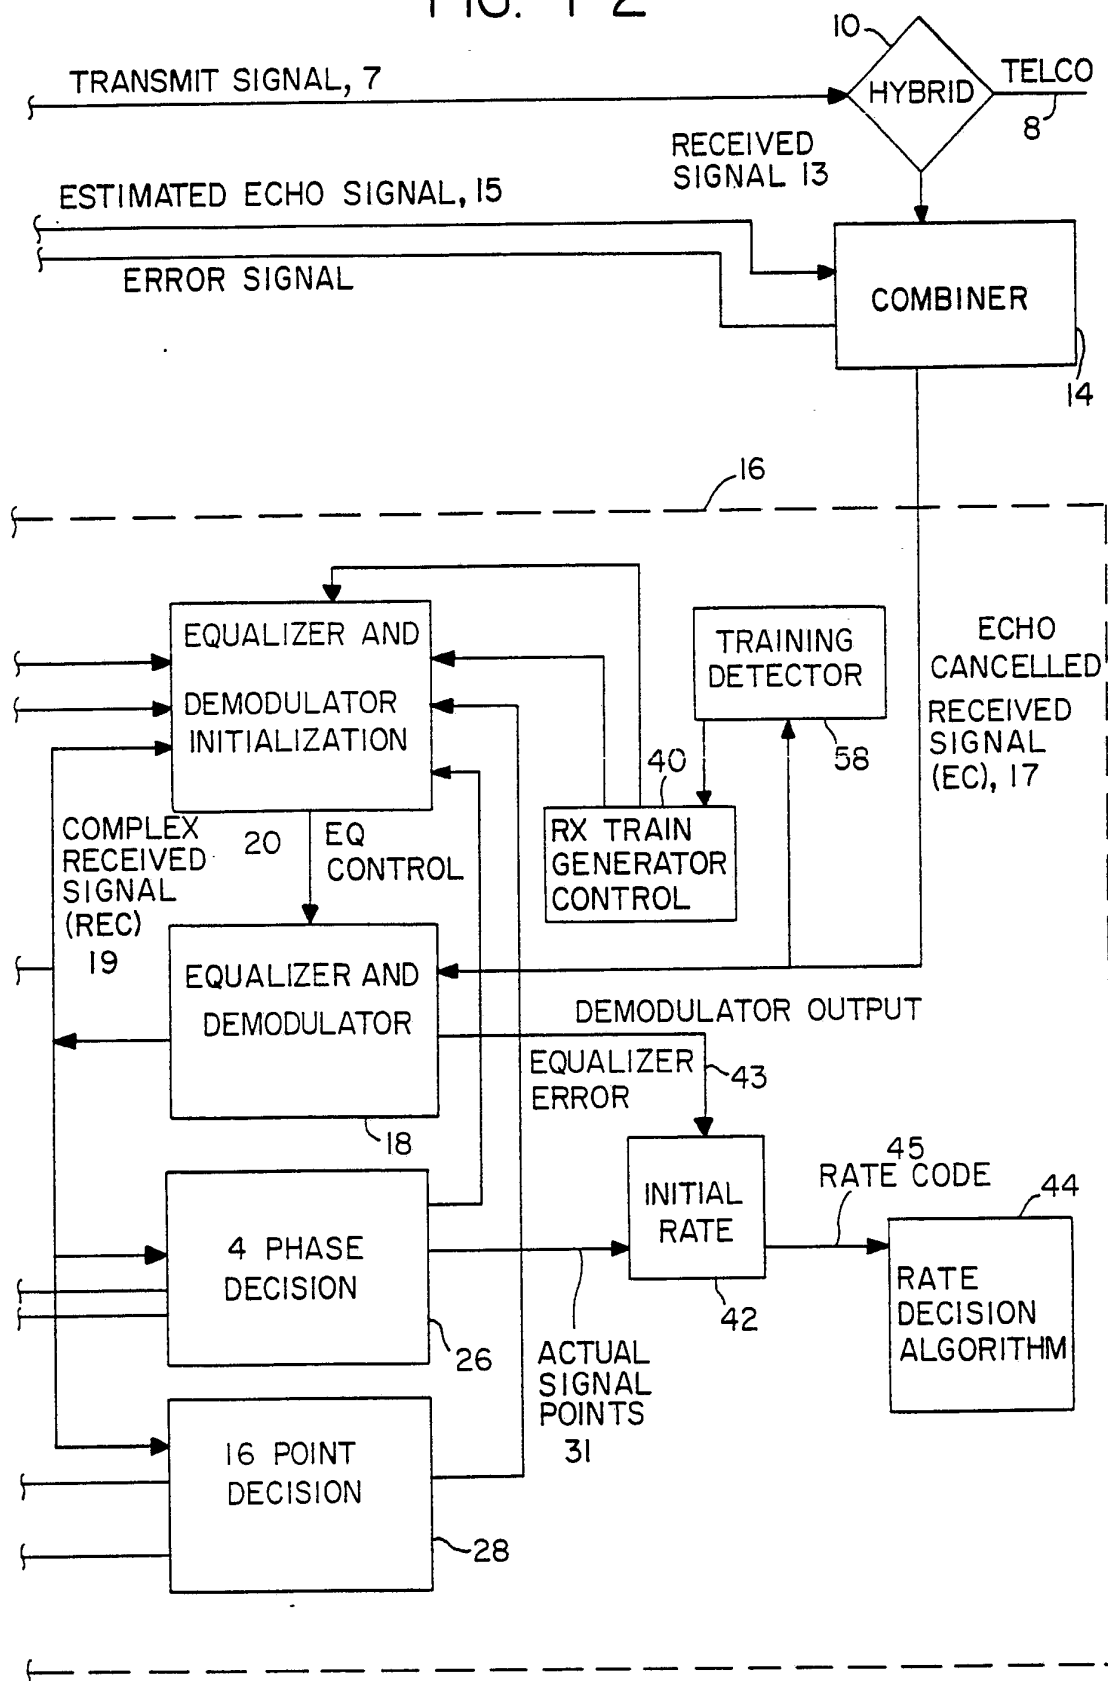 FIG. 1-2
10
TRANSMIT SIGNAL, 7
HYBRID
TELCO
8
RECEIVED
SIGNAL 13
ESTIMATED ECHO SIGNAL, 15
ERROR SIGNAL
COMBINER
14
16
EQUALIZER AND
DEMODULATOR
INITIALIZATION
TRAINING
DETECTOR
58
ECHO
CANCELLED
RECEIVED
SIGNAL
(EC), 17
40
RX TRAIN
GENERATOR
CONTROL
COMPLEX
RECEIVED
SIGNAL
(REC)
19
20
EQ
CONTROL
EQUALIZER AND
DEMODULATOR
18
DEMODULATOR OUTPUT
EQUALIZER
ERROR
43
INITIAL
RATE
42
45
RATE CODE
44
RATE
DECISION
ALGORITHM
4 PHASE
DECISION
26
ACTUAL
SIGNAL
POINTS
31
16 POINT
DECISION
28